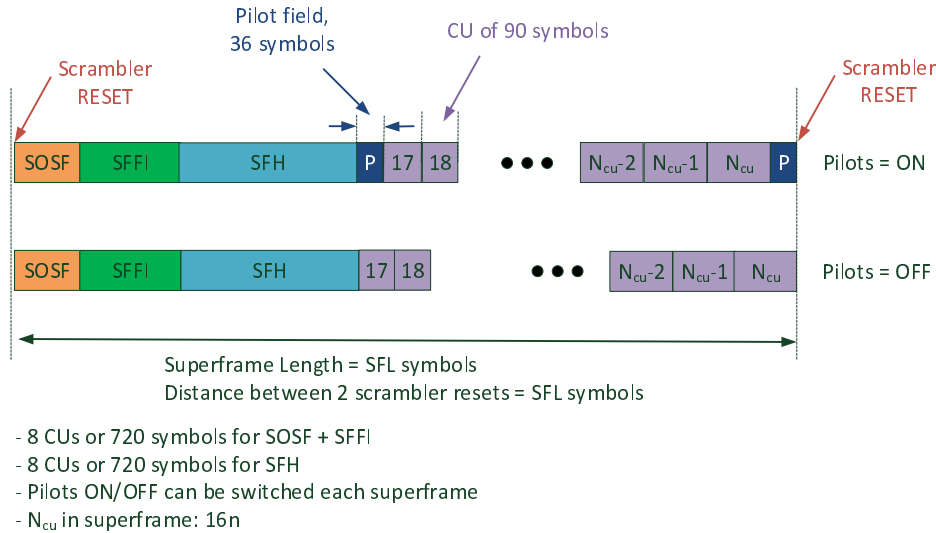 Pilot field,
36 symbols
CU of 90 symbols
Scrambler
RESET
Scrambler
RESET
SOSF SFFI SFH P 17 18 ●●● Ncu-2 Ncu-1 Ncu P Pilots = ON
SOSF SFFI SFH 17 18 ●●● Ncu-2 Ncu-1 Ncu Pilots = OFF
Superframe Length = SFL symbols
Distance between 2 scrambler resets = SFL symbols
- 8 CUs or 720 symbols for SOSF + SFFI
- 8 CUs or 720 symbols for SFH
- Pilots ON/OFF can be switched each superframe
- Ncu in superframe: 16n